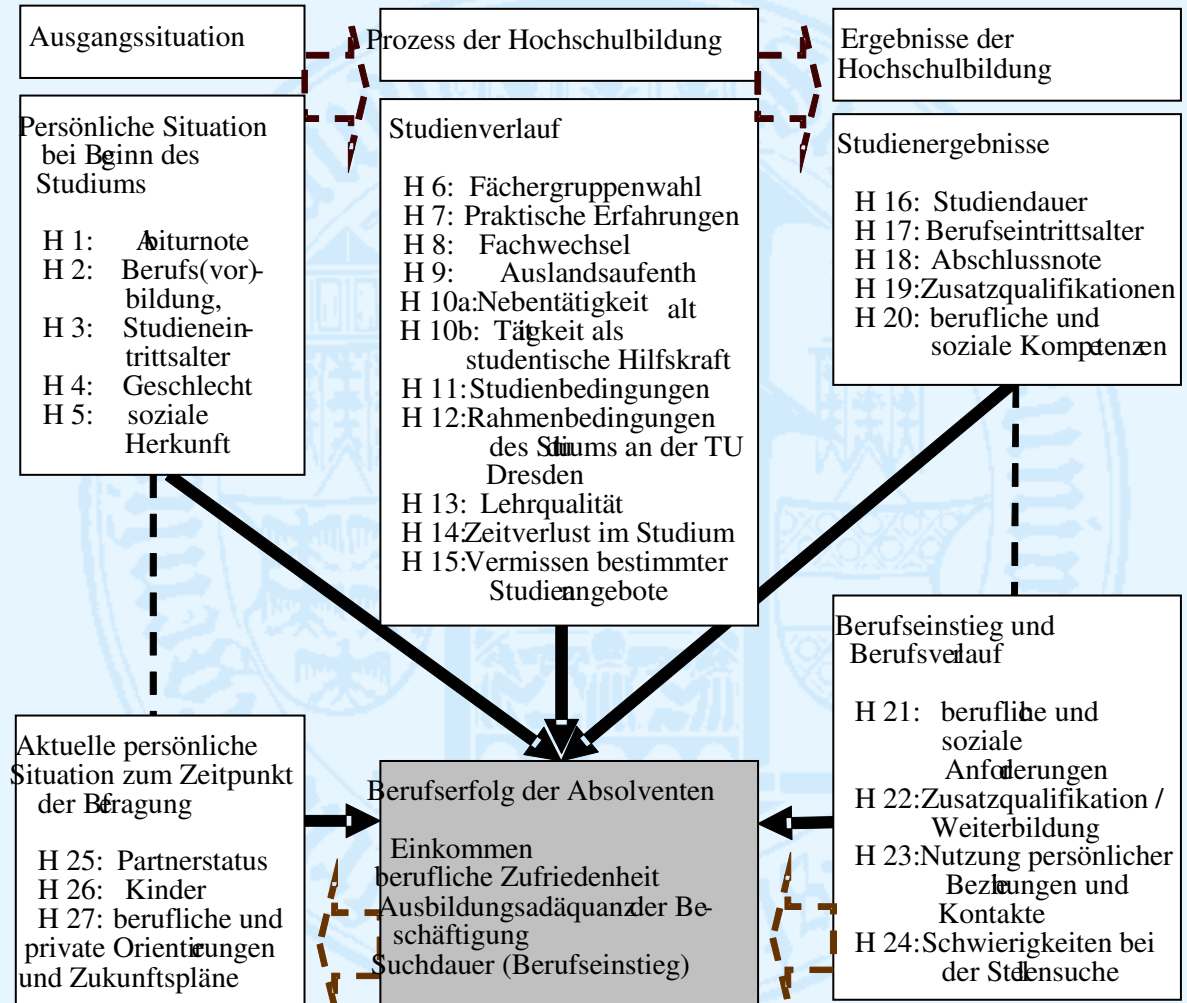 Ausgangssituation
Prozess der Hochschulbildung
Ergebnisse der
Hochschulbildung
Persönliche Situation
bei Beginn des
Studiums
H 1: Abiturnote
H 2: Berufs(vor)-
bildung,
H 3: Studienein-
trittsalter
H 4: Geschlecht
H 5: soziale
Herkunft
Studienverlauf
H 6: Fächergruppenwahl
H 7: Praktische Erfahrungen
H 8: Fachwechsel
H 9: Auslandsaufenth
alt
H 10a:Nebentätigkeit
H 10b: Tätigkeit als
studentische Hilfskraft
H 11:Studienbedingungen
H 12:Rahmenbedingungen
des Studiums an der TU
Dresden
H 13: Lehrqualität
H 14:Zeitverlust im Studium
H 15:Vermissen bestimmter
Studienangebote
Studienergebnisse
H 16: Studiendauer
H 17: Berufseintrittsalter
H 18: Abschlussnote
H 19:Zusatzqualifikationen
H 20: berufliche und
soziale Kompetenzen
Aktuelle persönliche
Situation zum Zeitpunkt
der Befragung
H 25: Partnerstatus
H 26: Kinder
H 27: berufliche und
private Orientierungen
und Zukunftspläne
Berufserfolg der Absolventen
Einkommen
berufliche Zufriedenheit
Ausbildungsadäquanz der Be-
schäftigung
Suchdauer (Berufseinstieg)
Berufseinstieg und
Berufsverlauf
H 21: berufliche und
soziale
Anforderungen
H 22:Zusatzqualifikation /
Weiterbildung
H 23:Nutzung persönlicher
Beziehungen und
Kontakte
H 24:Schwierigkeiten bei
der Stellensuche